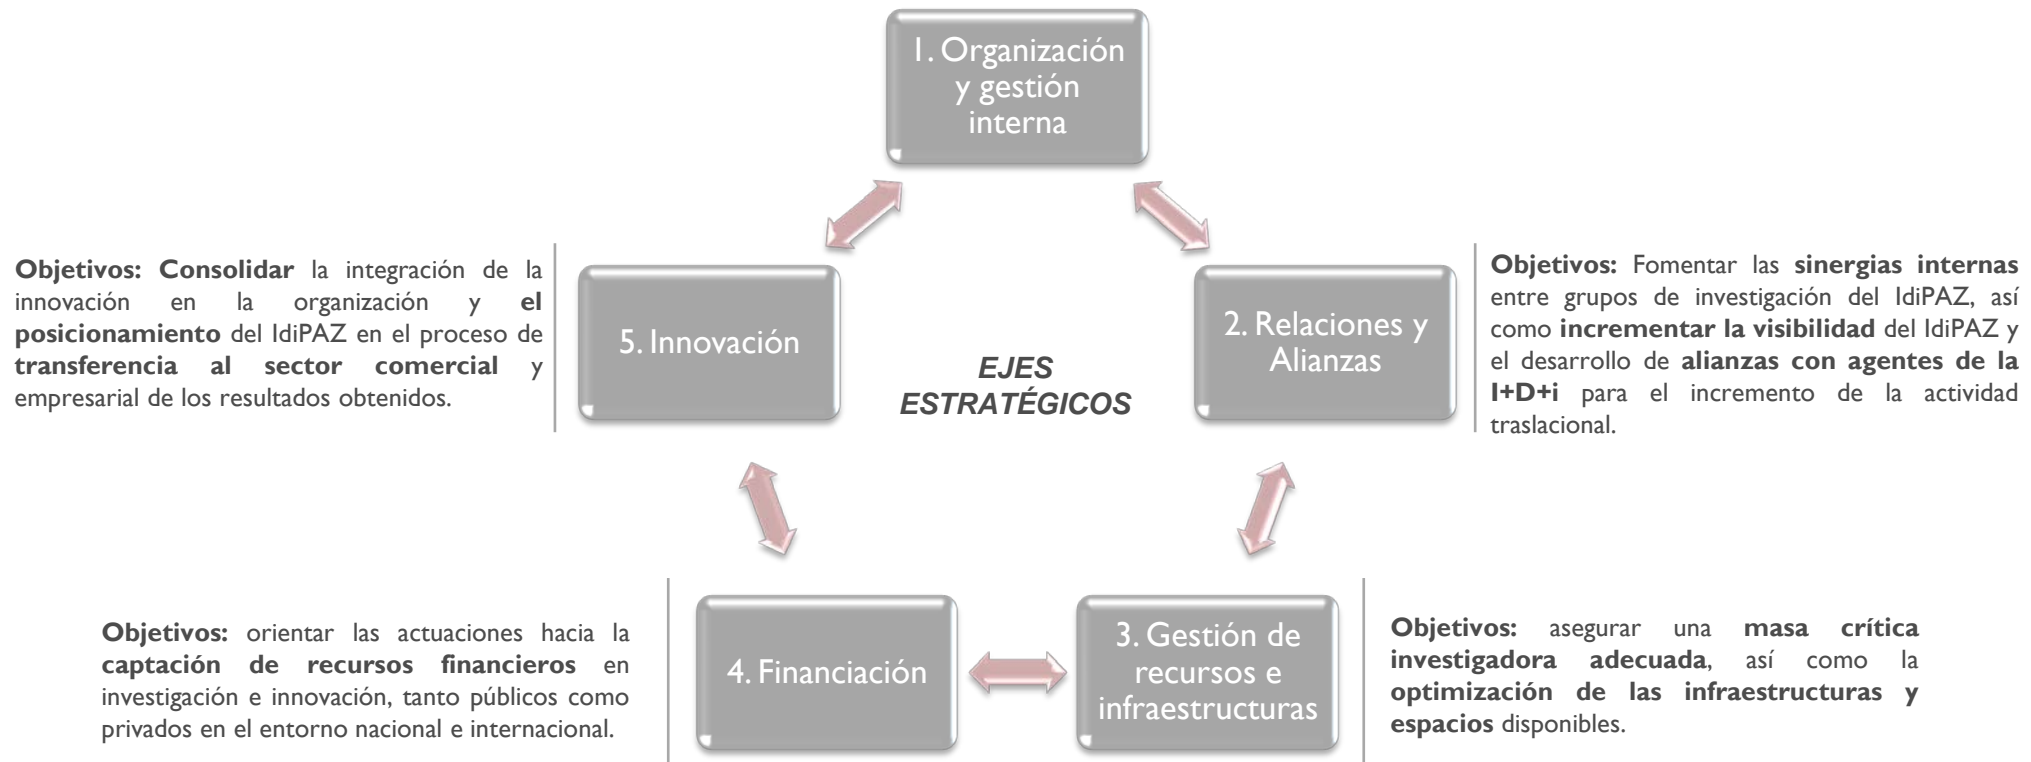 1. Organización
y gestión
interna
Objetivos: Consolidar la integración de la
innovación en la organización y el
posicionamiento del IdiPAZ en el proceso de
transferencia al sector comercial y
empresarial de los resultados obtenidos.
5. Innovación
EJES
ESTRATÉGICOS
2. Relaciones y
Alianzas
Objetivos: Fomentar las sinergias internas
entre grupos de investigación del IdiPAZ, así
como incrementar la visibilidad del IdiPAZ y
el desarrollo de alianzas con agentes de la
I+D+i para el incremento de la actividad
traslacional.
Objetivos: orientar las actuaciones hacia la
captación de recursos financieros en
investigación e innovación, tanto públicos como
privados en el entorno nacional e internacional.
4. Financiación
3. Gestión de
recursos e
infraestructuras
Objetivos: asegurar una masa crítica
investigadora adecuada, así como la
optimización de las infraestructuras y
espacios disponibles.